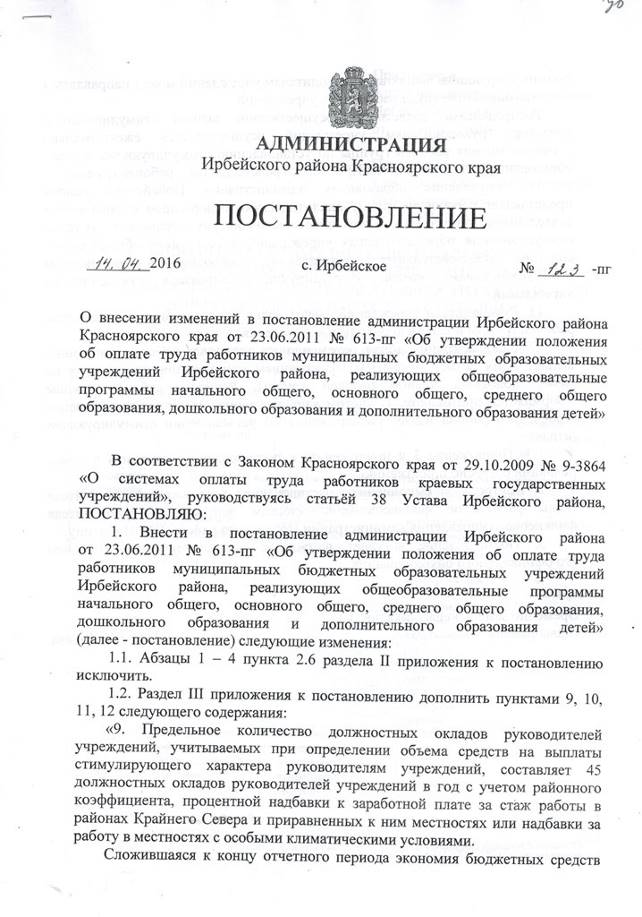 АДМИНИСТРАЦИЯ
Ирбейского района Красноярского края
ПОСТАНОВЛЕНИЕ
14.04.2016 с. Ирбейское № 123 -пг
О внесении изменений в постановление администрации Ирбейского района
Красноярского края от 23.06.2011 № 613-пг «Об утверждении положения
об оплате труда работников муниципальных бюджетных образовательных
учреждений Ирбейского района, реализующих общеобразовательные
программы начального общего, основного общего, среднего общего
образования, дошкольного образования и дополнительного образования детей»
В соответствии с Законом Красноярского края от 29.10.2009 № 9-3864
«О системах оплаты труда работников краевых государственных
учреждений», руководствуясь статьёй 38 Устава Ирбейского района,
ПОСТАНОВЛЯЮ:
1. Внести в постановление администрации Ирбейского района
от 23.06.2011 № 613-пг «Об утверждении положения об оплате труда
работников муниципальных бюджетных образовательных учреждений
Ирбейского района, реализующих общеобразовательные программы
начального общего, основного общего, среднего общего образования,
дошкольного образования и дополнительного образования детей»
(далее - постановление) следующие изменения:
1.1. Абзацы 1 – 4 пункта 2.6 раздела II приложения к постановлению
исключить.
1.2. Раздел III приложения к постановлению дополнить пунктами 9, 10,
11, 12 следующего содержания:
«9. Предельное количество должностных окладов руководителей
учреждений, учитываемых при определении объема средств на выплаты
стимулирующего характера руководителям учреждений, составляет 45
должностных окладов руководителей учреждений в год с учетом районного
коэффициента, процентной надбавки к заработной плате за стаж работы в
районах Крайнего Севера и приравненных к ним местностях или надбавки за
работу в местностях с особыми климатическими условиями.
Сложившаяся к концу отчетного периода экономия бюджетных средств